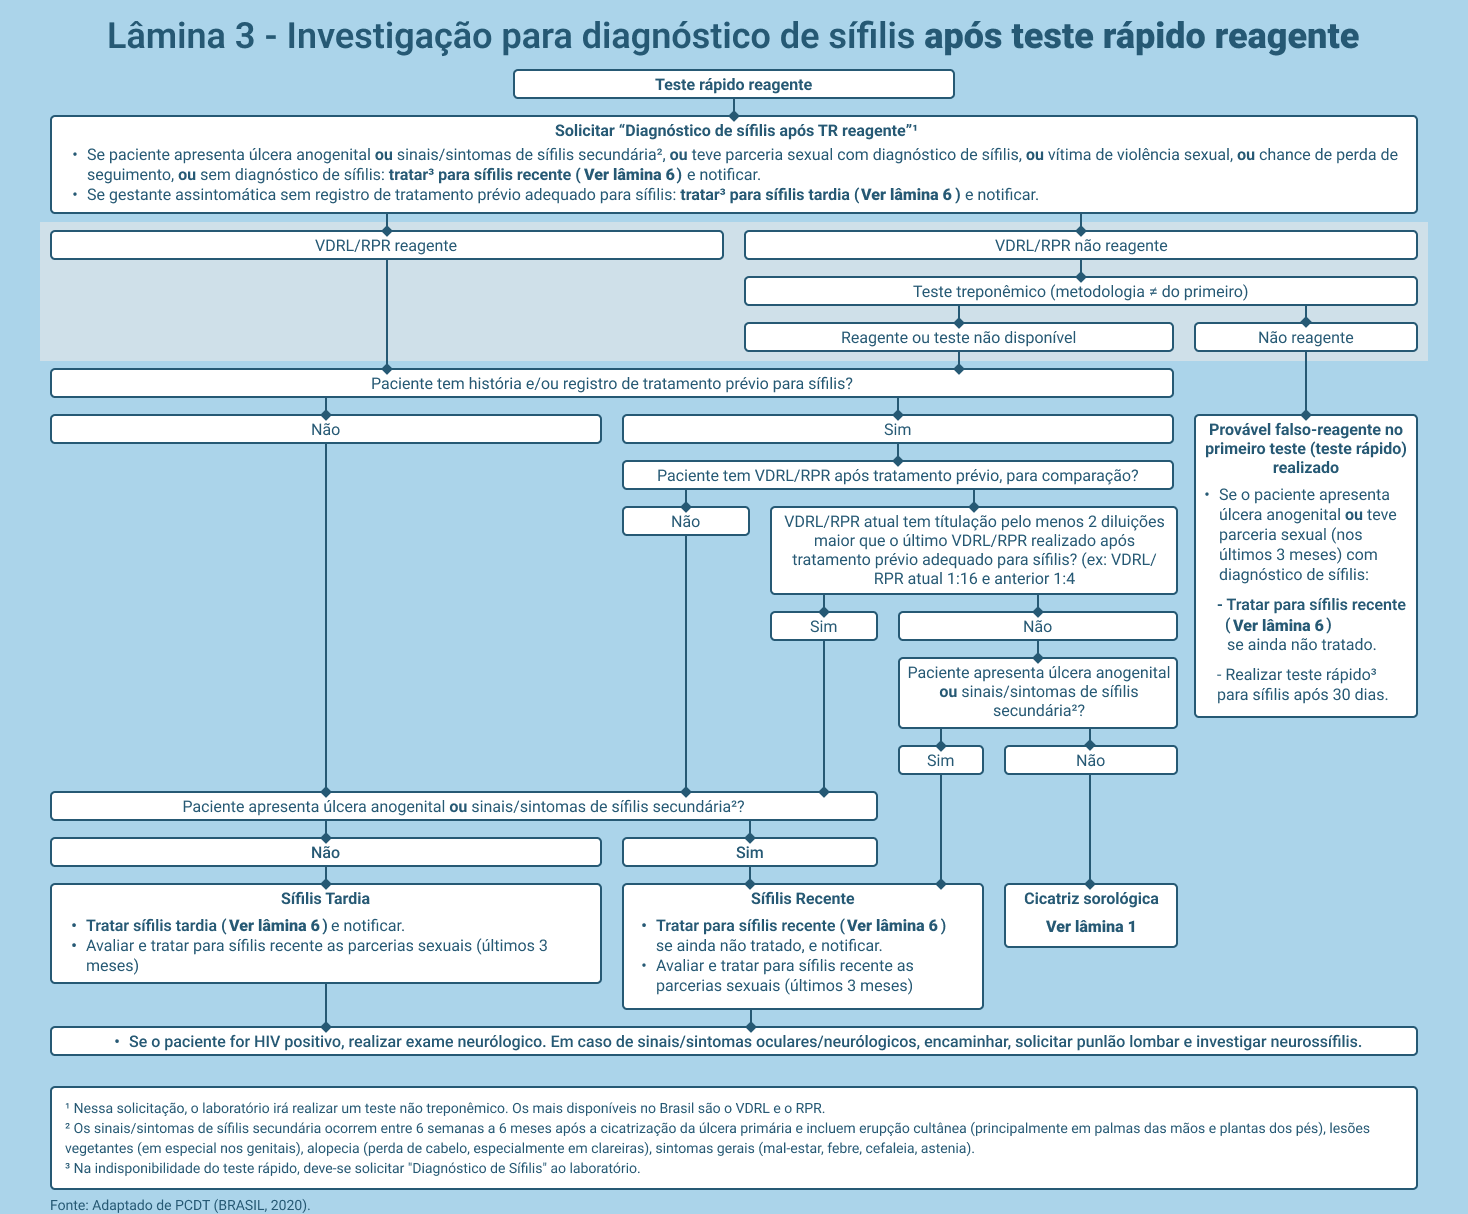 Lâmina 3 - Investigação para diagnóstico de sífilis após teste rápido reagente
Teste rápido reagente
Solicitar “Diagnóstico de sífilis após TR reagente”¹
• Se paciente apresenta úlcera anogenital ou sinais/sintomas de sífilis secundária², ou teve parceria sexual com diagnóstico de sífilis, ou vítima de violência sexual, ou chance de perda de
seguimento, ou sem diagnóstico de sífilis: tratar³ para sífilis recente ( Ver lâmina 6 ) e notificar.
• Se gestante assintomática sem registro de tratamento prévio adequado para sífilis: tratar³ para sífilis tardia ( Ver lâmina 6 ) e notificar.
VDRL/RPR reagente
VDRL/RPR não reagente
Teste treponêmico (metodologia ≠ do primeiro)
Reagente ou teste não disponível
Não reagente
Paciente tem história e/ou registro de tratamento prévio para sífilis?
Não
Sim
Paciente tem VDRL/RPR após tratamento prévio, para comparação?
Não
VDRL/RPR atual tem títulação pelo menos 2 diluições
maior que o último VDRL/RPR realizado após
tratamento prévio adequado para sífilis? (ex: VDRL/
RPR atual 1:16 e anterior 1:4
Sim
Não
Paciente apresenta úlcera anogenital
ou sinais/sintomas de sífilis
secundária²?
Sim
Não
Provável falso-reagente no
primeiro teste (teste rápido)
realizado
• Se o paciente apresenta
úlcera anogenital ou teve
parceria sexual (nos
últimos 3 meses) com
diagnóstico de sífilis:
- Tratar para sífilis recente
( Ver lâmina 6 )
se ainda não tratado.
- Realizar teste rápido³
para sífilis após 30 dias.
Paciente apresenta úlcera anogenital ou sinais/sintomas de sífilis secundária²?
Não
Sim
Sífilis Tardia
• Tratar sífilis tardia ( Ver lâmina 6 ) e notificar.
• Avaliar e tratar para sífilis recente as parcerias sexuais (últimos 3
meses)
Sífilis Recente
• Tratar para sífilis recente ( Ver lâmina 6 )
se ainda não tratado, e notificar.
• Avaliar e tratar para sífilis recente as
parcerias sexuais (últimos 3 meses)
Cicatriz sorológica
Ver lâmina 1
• Se o paciente for HIV positivo, realizar exame neurólogico. Em caso de sinais/sintomas oculares/neurólogicos, encaminhar, solicitar punlão lombar e investigar neurossífilis.
¹ Nessa solicitação, o laboratório irá realizar um teste não treponêmico. Os mais disponíveis no Brasil são o VDRL e o RPR.
² Os sinais/sintomas de sífilis secundária ocorrem entre 6 semanas a 6 meses após a cicatrização da úlcera primária e incluem erupção cultânea (principalmente em palmas das mãos e plantas dos pés), lesões
vegetantes (em especial nos genitais), alopecia (perda de cabelo, especialmente em clareiras), sintomas gerais (mal-estar, febre, cefaleia, astenia).
³ Na indisponibilidade do teste rápido, deve-se solicitar "Diagnóstico de Sífilis" ao laboratório.
Fonte: Adaptado de PCDT (BRASIL, 2020).